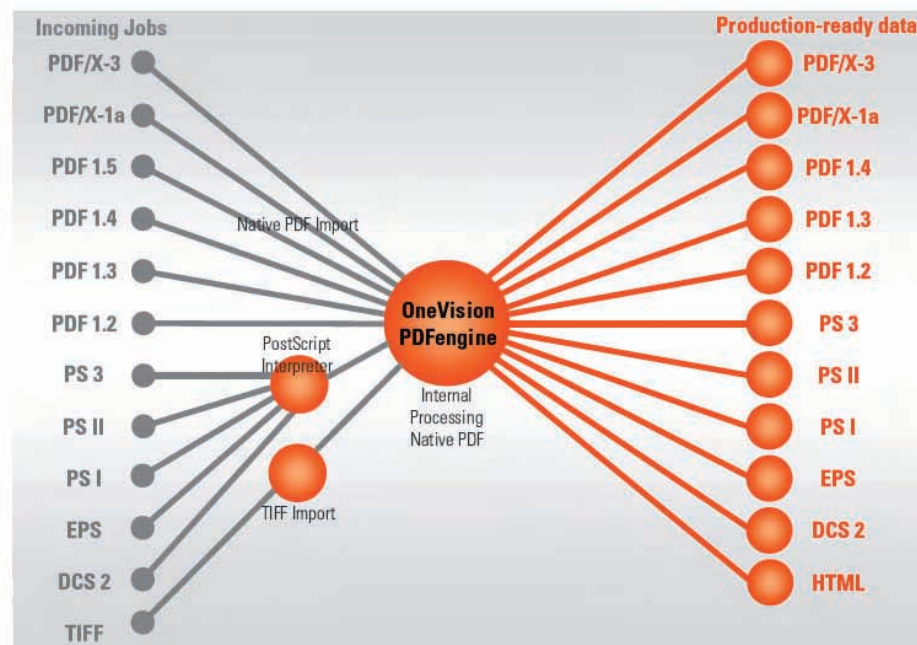 Incoming Jobs
PDF/X-3
PDF/X-1a
PDF 1.5
PDF 1.4
PDF 1.3
PDF 1.2
PS 3
PS II
PS I
EPS
DCS 2
TIFF
Native PDF Import
PostScript
Interpreter
TIFF Import
OneVision
PDFengine
Internal
Processing
Native PDF
Production-ready data
PDF/X-3
PDF/X-1a
PDF 1.4
PDF 1.3
PDF 1.2
PS 3
PS II
PS I
EPS
DCS 2
HTML